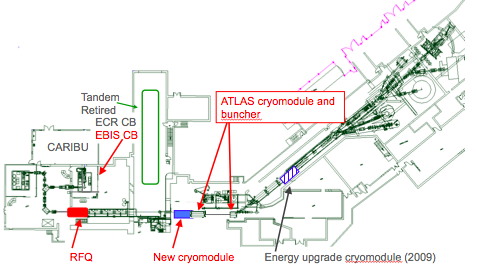 Tandem
Retired
ECR CB
EBIS CB
CARIBU
ATLAS cryomodule and
buncher
RFQ
New cryomodule
Energy upgrade cryomodule (2009)